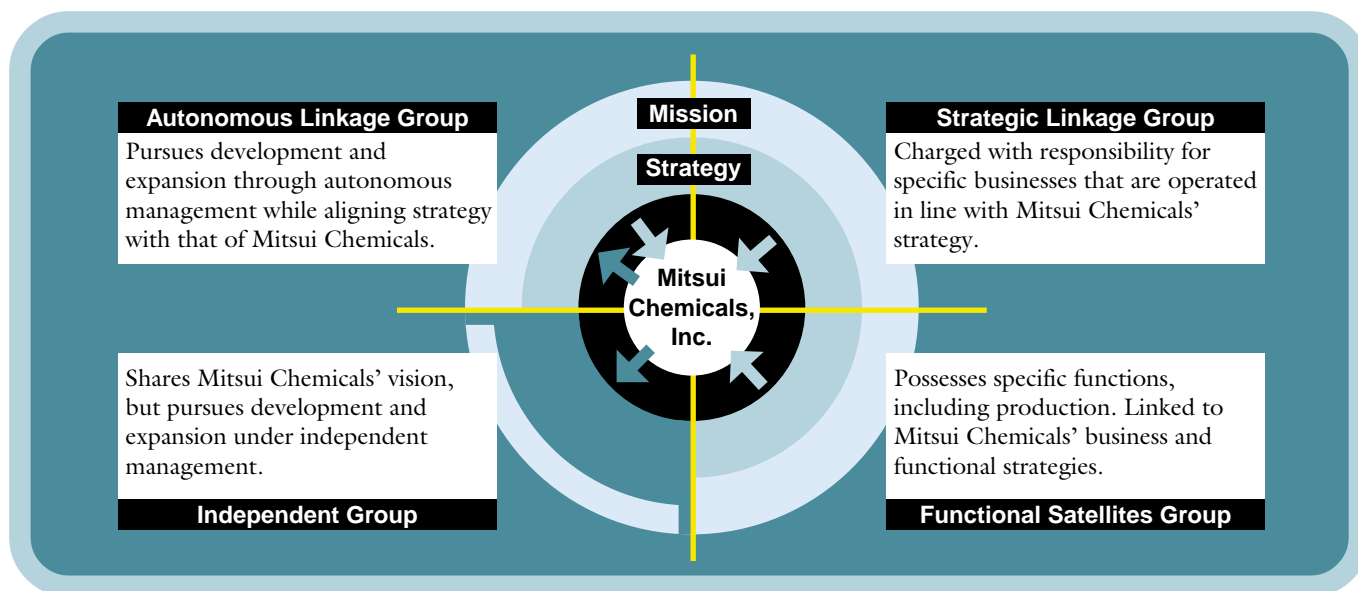 Mission
Strategy
Mitsui
Chemicals,
Inc.
Autonomous Linkage Group
Pursues development and
expansion through autonomous
management while aligning strategy
with that of Mitsui Chemicals.
Strategic Linkage Group
Charged with responsibility for
specific businesses that are operated
in line with Mitsui Chemicals’
strategy.
Shares Mitsui Chemicals’ vision,
but pursues development and
expansion under independent
management.
Independent Group
Possesses specific functions,
including production. Linked to
Mitsui Chemicals’ business and
functional strategies.
Functional Satellites Group